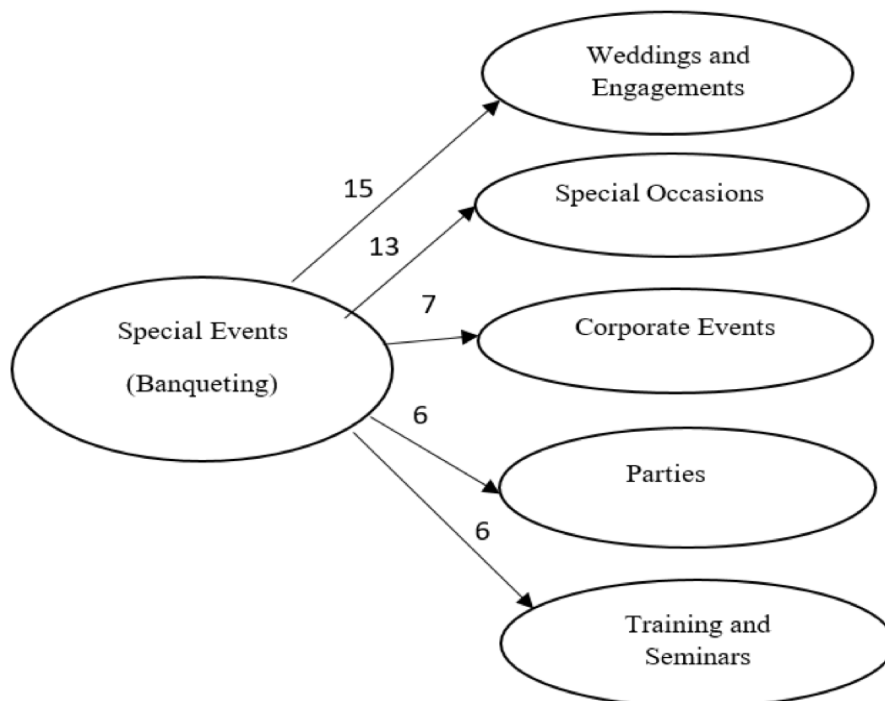 Weddings and
Engagements
15
Special Occasions
13
7
Corporate Events
Special Events
(Banqueting)
6
Parties
6
Training and
Seminars